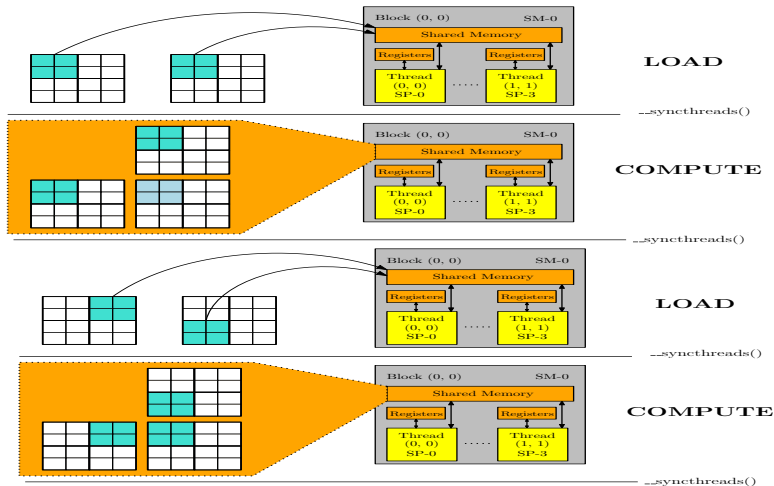 Block (0, 0) SM-0
Shared Memory
Registers Registers
Thread Thread
(0, 0) ..... (1, 1)
SP-0 SP-3
LOAD
__syncthreads()
Block (0, 0) SM-0
Shared Memory
Registers Registers
Thread Thread
(0, 0) ..... (1, 1)
SP-0 SP-3
COMPUTE
__syncthreads()
Block (0, 0) SM-0
Shared Memory
Registers Registers
Thread Thread
(0, 0) ..... (1, 1)
SP-0 SP-3
LOAD
__syncthreads()
Block (0, 0) SM-0
Shared Memory
Registers Registers
Thread Thread
(0, 0) ..... (1, 1)
SP-0 SP-3
COMPUTE
__syncthreads()